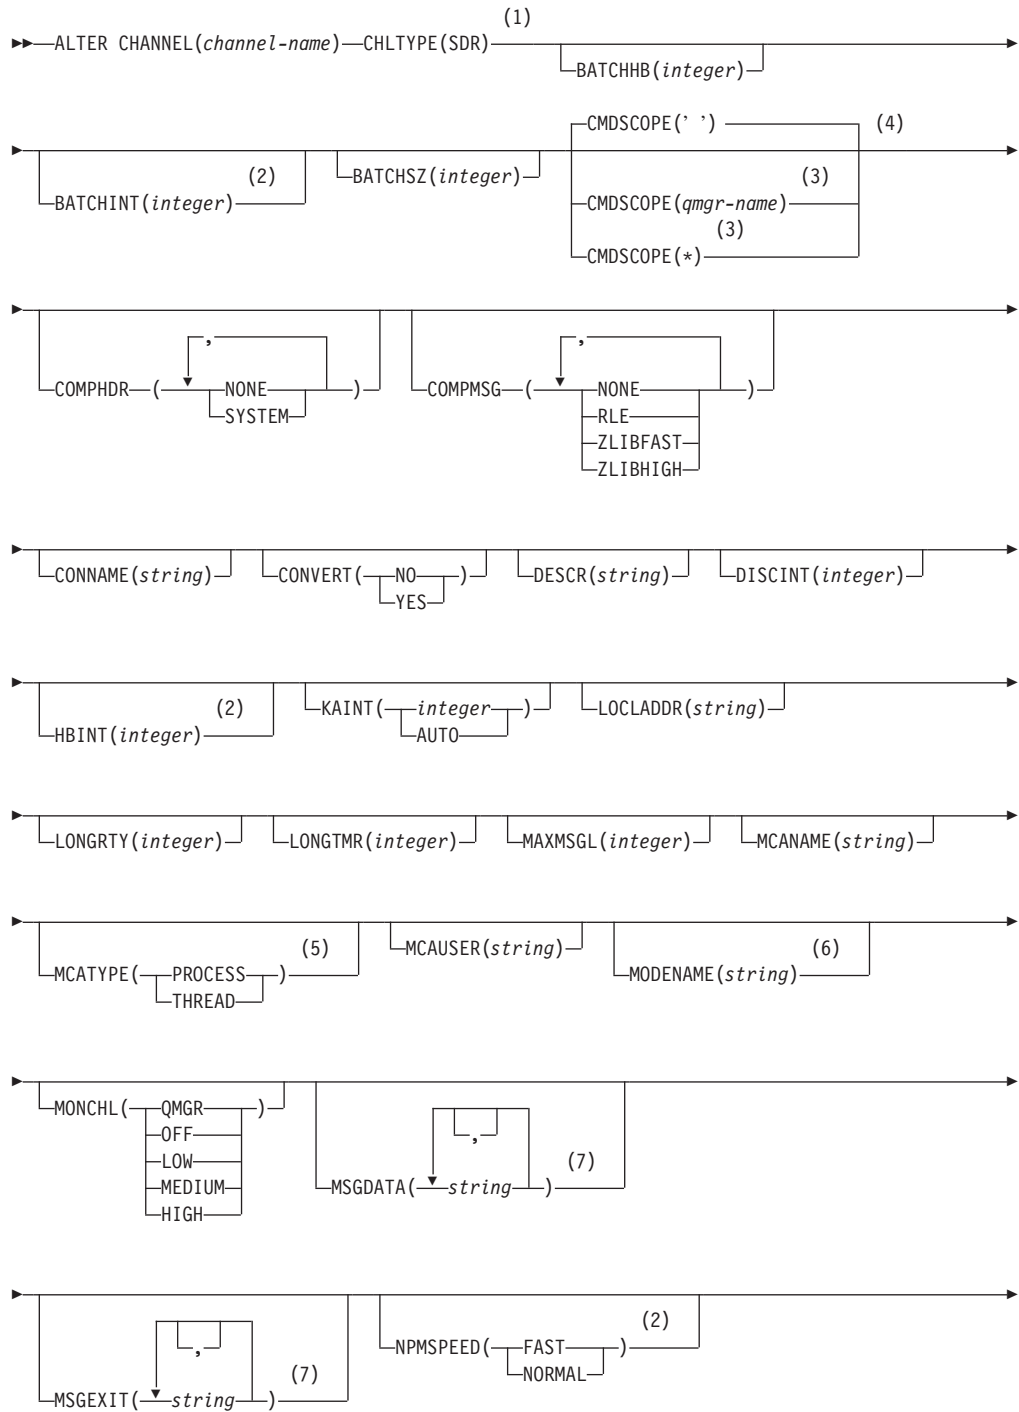 (1)
ALTER CHANNEL(channel-name) CHLTYPE(SDR)
BATCHHB(integer)
CMDSCOPE(' ') (4)
(2)
BATCHINT(integer)
BATCHSZ(integer)
(3)
CMDSCOPE(qmgr-name)
(3)
CMDSCOPE(*)
, ,
COMPHDR ( NONE ) COMPMSG ( NONE )
SYSTEM RLE
ZLIBFAST
ZLIBHIGH
CONNAME(string) CONVERT( NO ) DESCR(string) DISCINT(integer)
YES
(2)
HBINT(integer)
KAINT( integer ) LOCLADDR(string)
AUTO
LONGRTY(integer) LONGTMR(integer) MAXMSGL(integer) MCANAME(string)
(5)
MCATYPE( PROCESS )
THREAD
MCAUSER(string)
(6)
MODENAME(string)
MONCHL( QMGR )
OFF
LOW
MEDIUM
HIGH
,
(7)
MSGDATA( string )
,
(7)
MSGEXIT( string )
(2)
NPMSPEED( FAST )
NORMAL